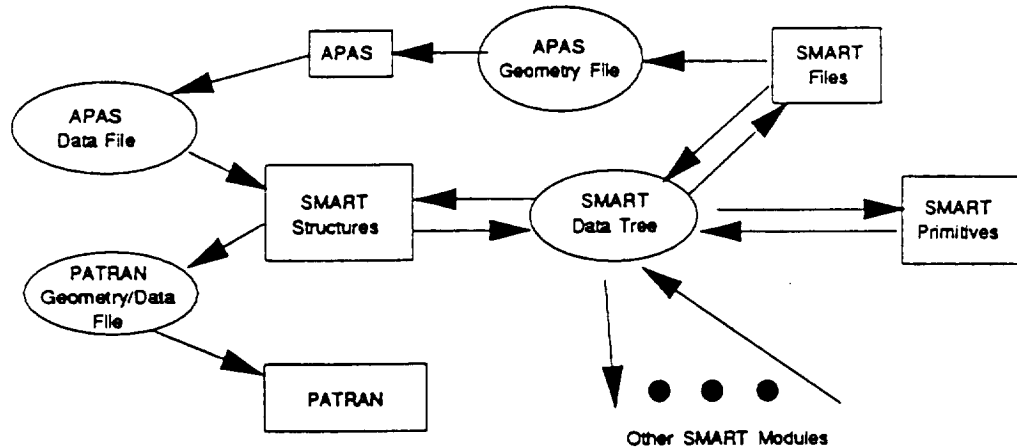 APAS
APAS
Geometry File
SMART
Files
APAS
Data File
SMART
Structures
SMART
Data Tree
SMART
Primitives
PATRAN
Geometry/Data
File
PATRAN
Other SMART Modules